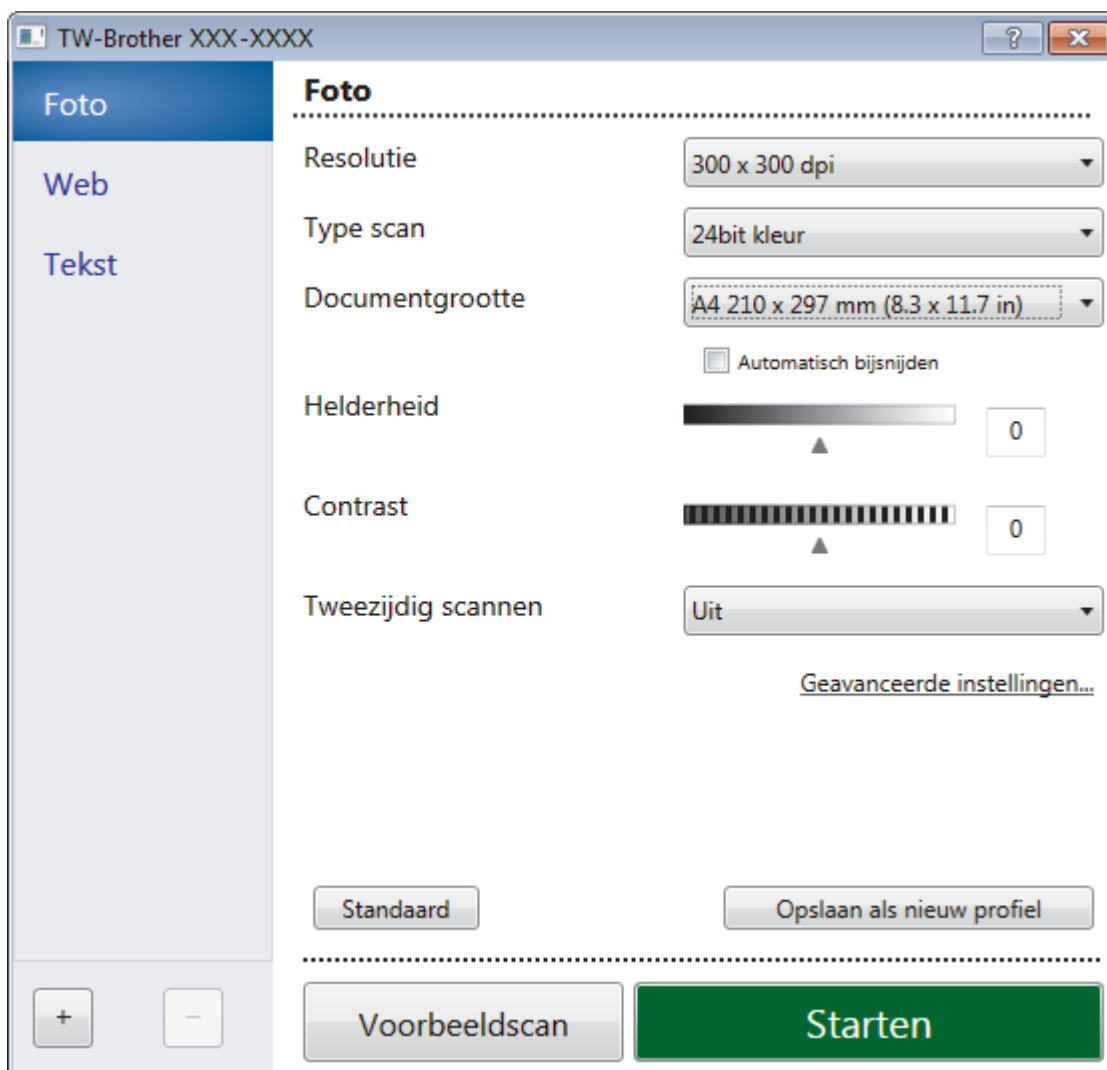 TW-Brother XXX-XXXX
?
Foto
Web
Tekst
Foto
Resolutie
300 x 300 dpi
Type scan
24bit kleur
Documentgrootte
A4 210 x 297 mm (8.3 x 11.7 in)
Automatisch bijsnijden
Helderheid
0
Contrast
0
Tweezijdig scannen
Uit
Geavanceerde instellingen...
Standaard
Opslaan als nieuw profiel
+
−
Voorbeeldscan
Starten